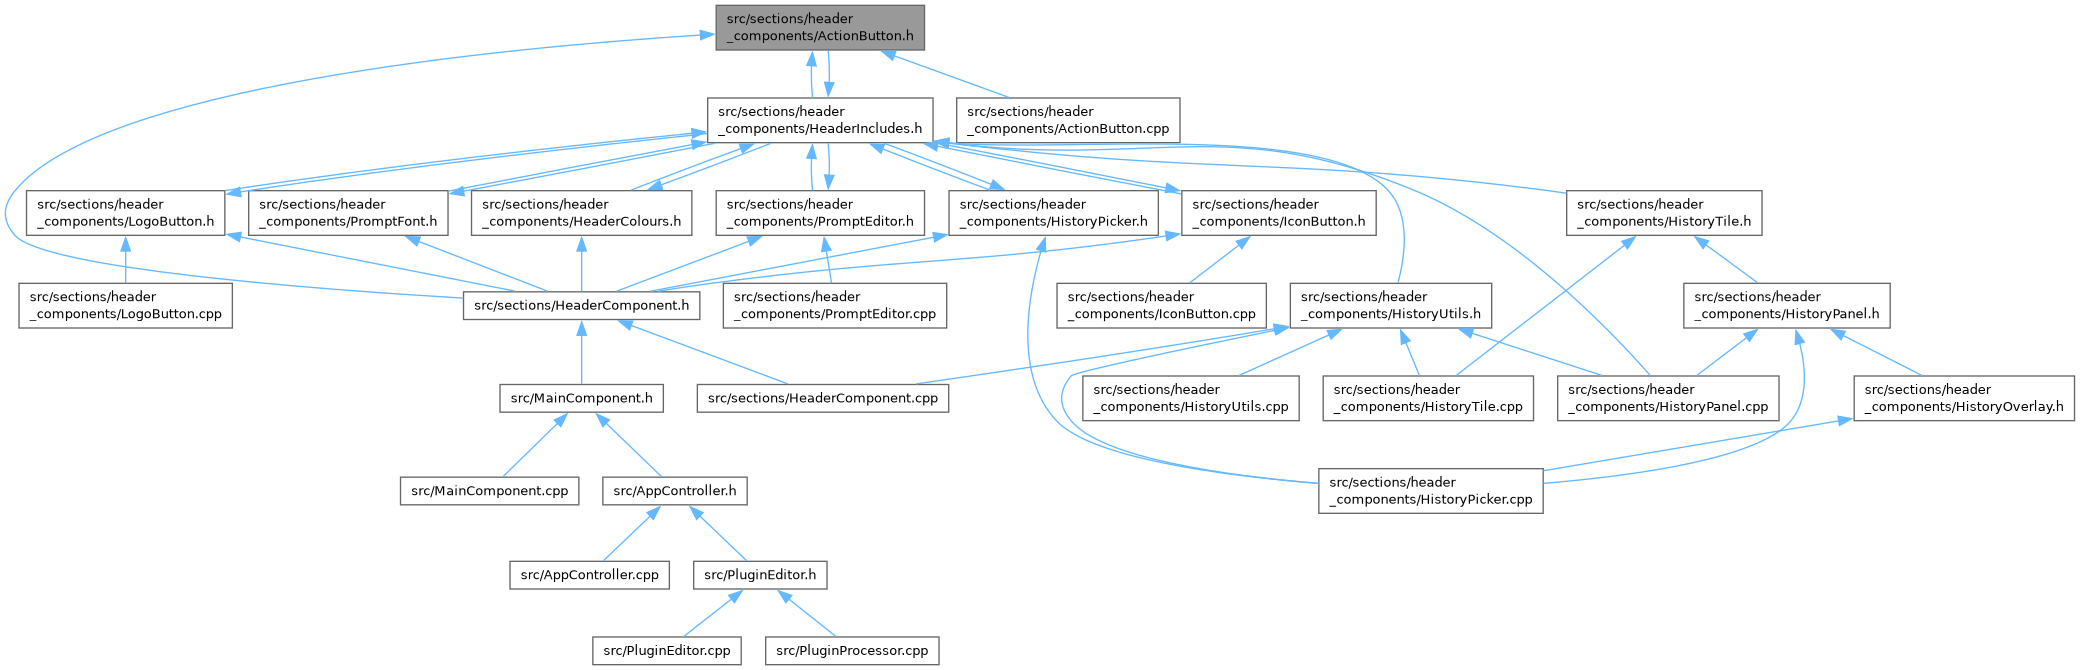 src/sections/header
_components/ActionButton.h
src/sections/header
_components/HeaderIncludes.h
src/sections/header
_components/ActionButton.cpp
src/sections/header
_components/LogoButton.h
src/sections/header
_components/PromptFont.h
src/sections/header
_components/HeaderColours.h
src/sections/header
_components/PromptEditor.h
src/sections/header
_components/HistoryPicker.h
src/sections/header
_components/IconButton.h
src/sections/header
_components/HistoryTile.h
src/sections/header
_components/LogoButton.cpp
src/sections/HeaderComponent.h
src/sections/header
_components/PromptEditor.cpp
src/sections/header
_components/IconButton.cpp
src/sections/header
_components/HistoryUtils.h
src/sections/header
_components/HistoryPanel.h
src/MainComponent.h
src/sections/HeaderComponent.cpp
src/sections/header
_components/HistoryUtils.cpp
src/sections/header
_components/HistoryTile.cpp
src/sections/header
_components/HistoryPanel.cpp
src/sections/header
_components/HistoryOverlay.h
src/MainComponent.cpp
src/AppController.h
src/sections/header
_components/HistoryPicker.cpp
src/AppController.cpp
src/PluginEditor.h
src/PluginEditor.cpp
src/PluginProcessor.cpp